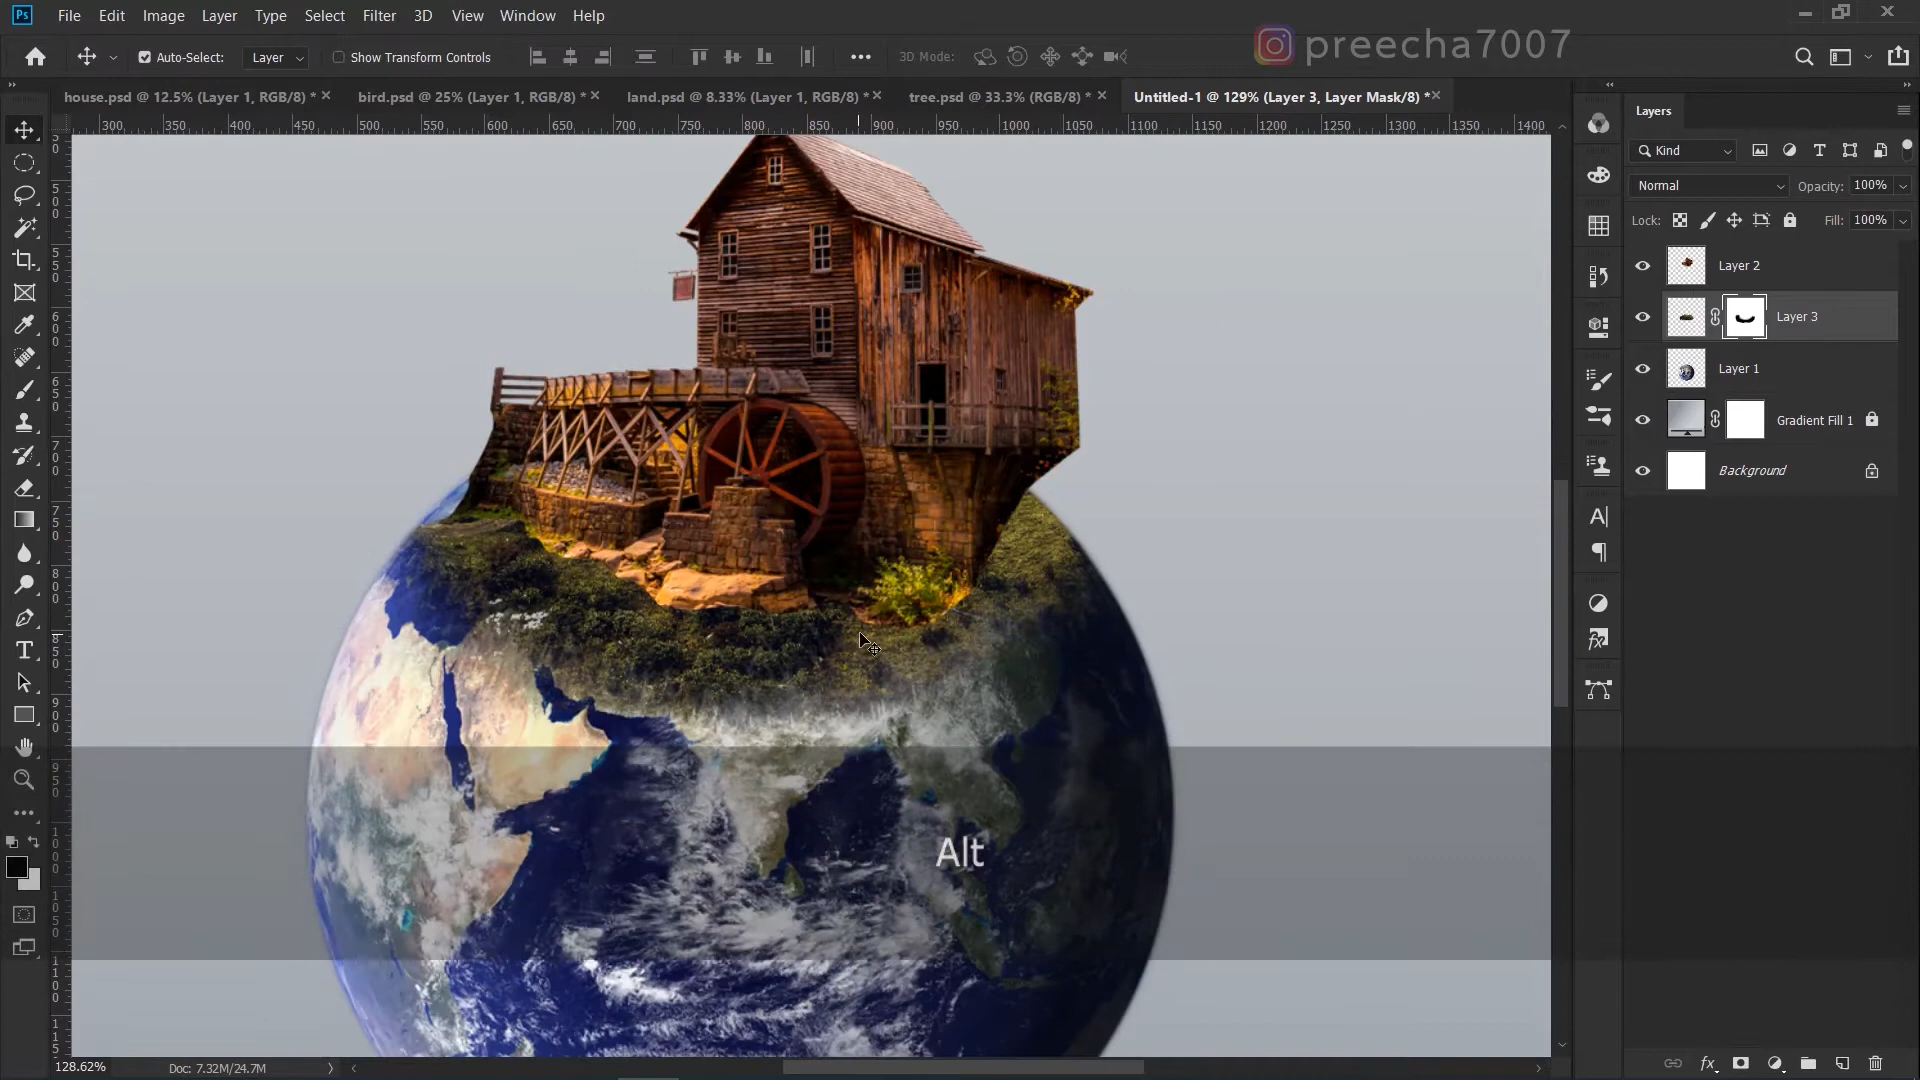 Ps File Edit Image Layer Type Select Filter 3D View Window Help
preecha7007
Auto-Select: Layer Show Transform Controls 3D Mode:
house.psd @ 12.5% (Layer 1, RGB/8) * bird.psd @ 25% (Layer 1, RGB/8) * land.psd @ 8.33% (Layer 1, RGB/8) * tree.psd @ 33.3% (RGB/8) * Untitled-1 @ 129% (Layer 3, Layer Mask/8) *
300 350 400 450 500 550 600 650 700 750 800 850 900 950 1000 1050 1100 1150 1200 1250 1300 1350 1400
Layers
Kind
Normal Opacity: 100%
Lock: Fill: 100%
Layer 2
Layer 3
Layer 1
Gradient Fill 1
Background
Alt
128.62% Doc: 7.32M/24.7M